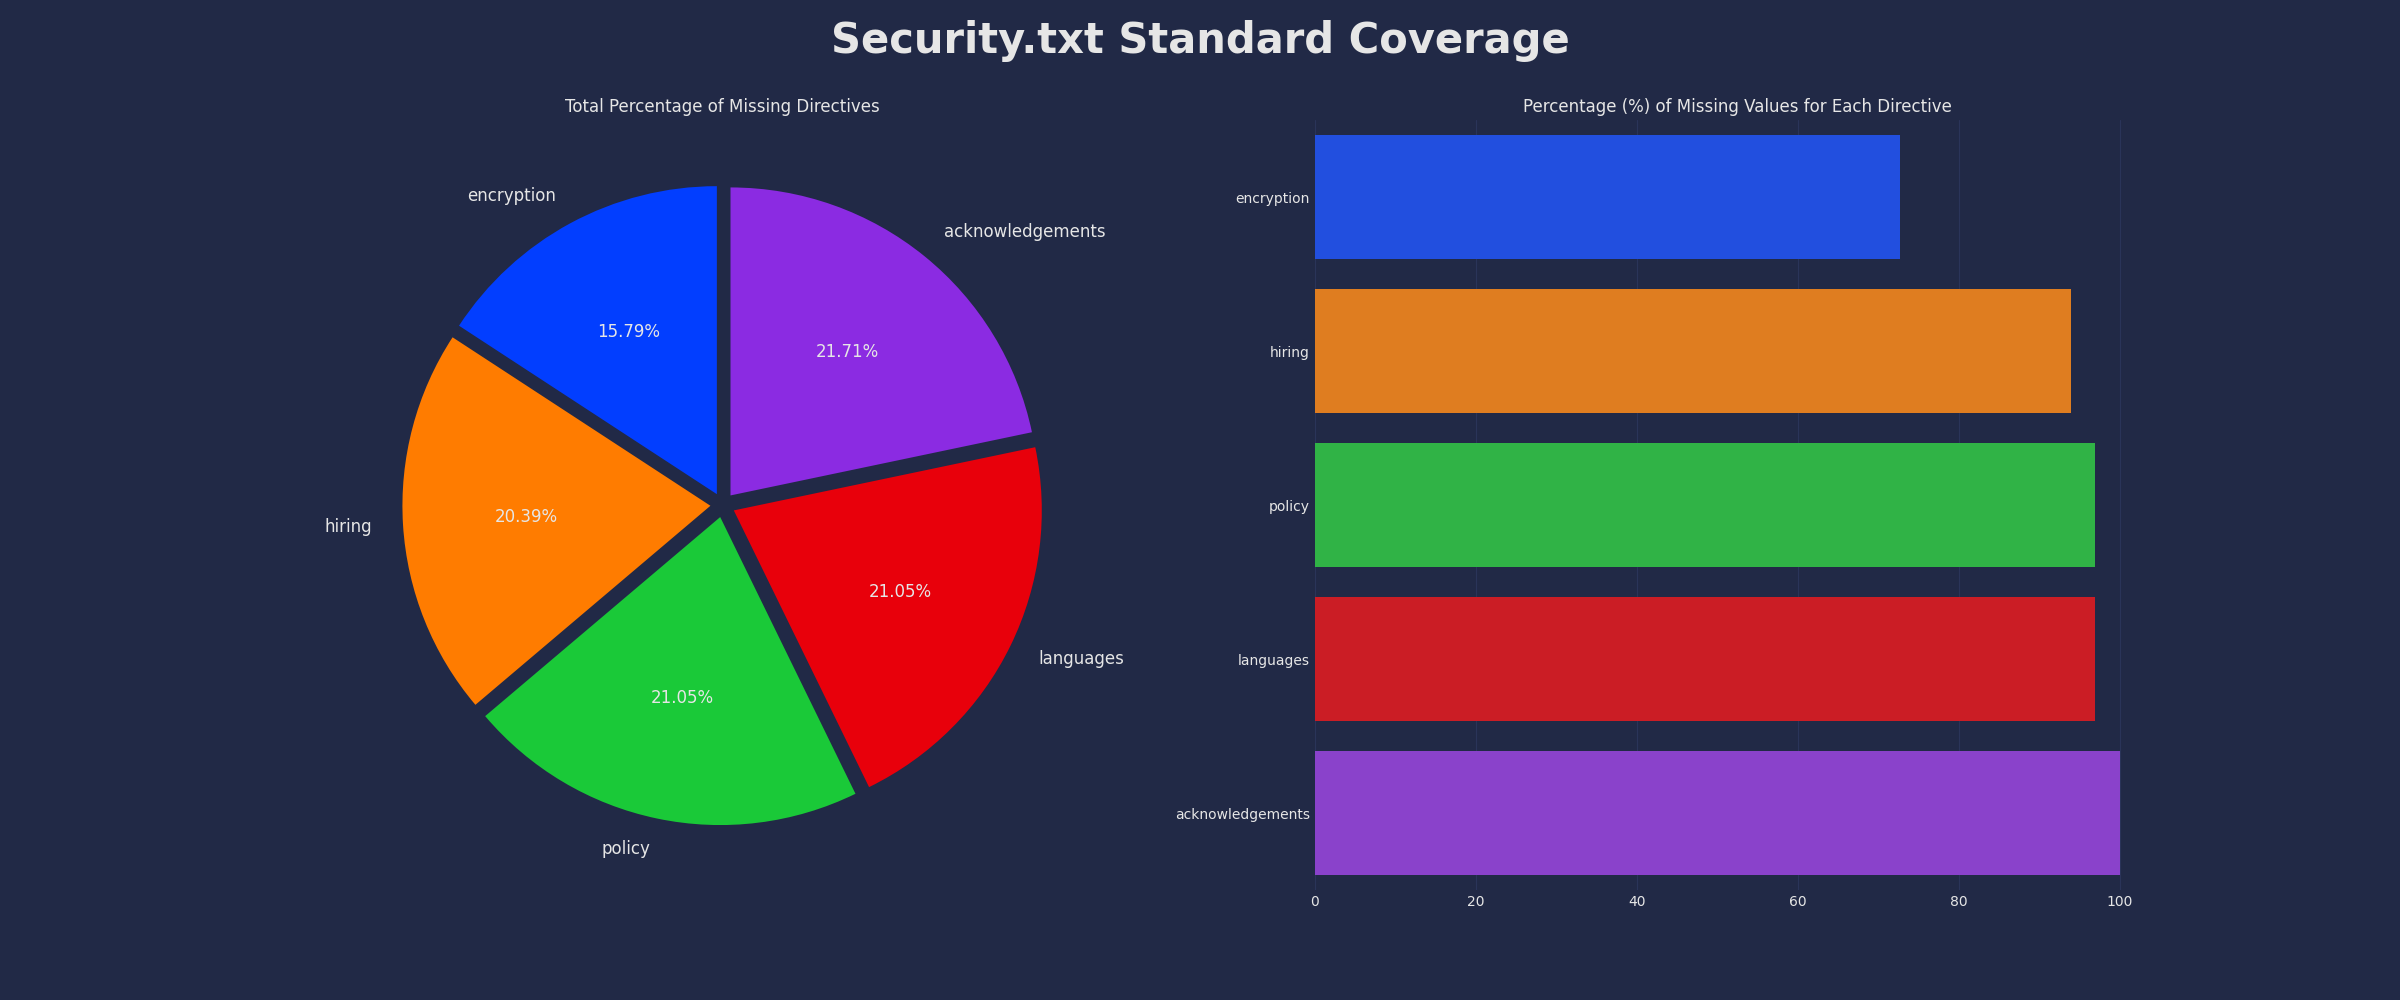 Security.txt Standard Coverage
Total Percentage of Missing Directives
encryption
acknowledgements
15.79%
21.71%
hiring
20.39%
21.05%
languages
21.05%
policy
Percentage (%) of Missing Values for Each Directive
encryption
hiring
policy
languages
acknowledgements
0 20 40 60 80 100